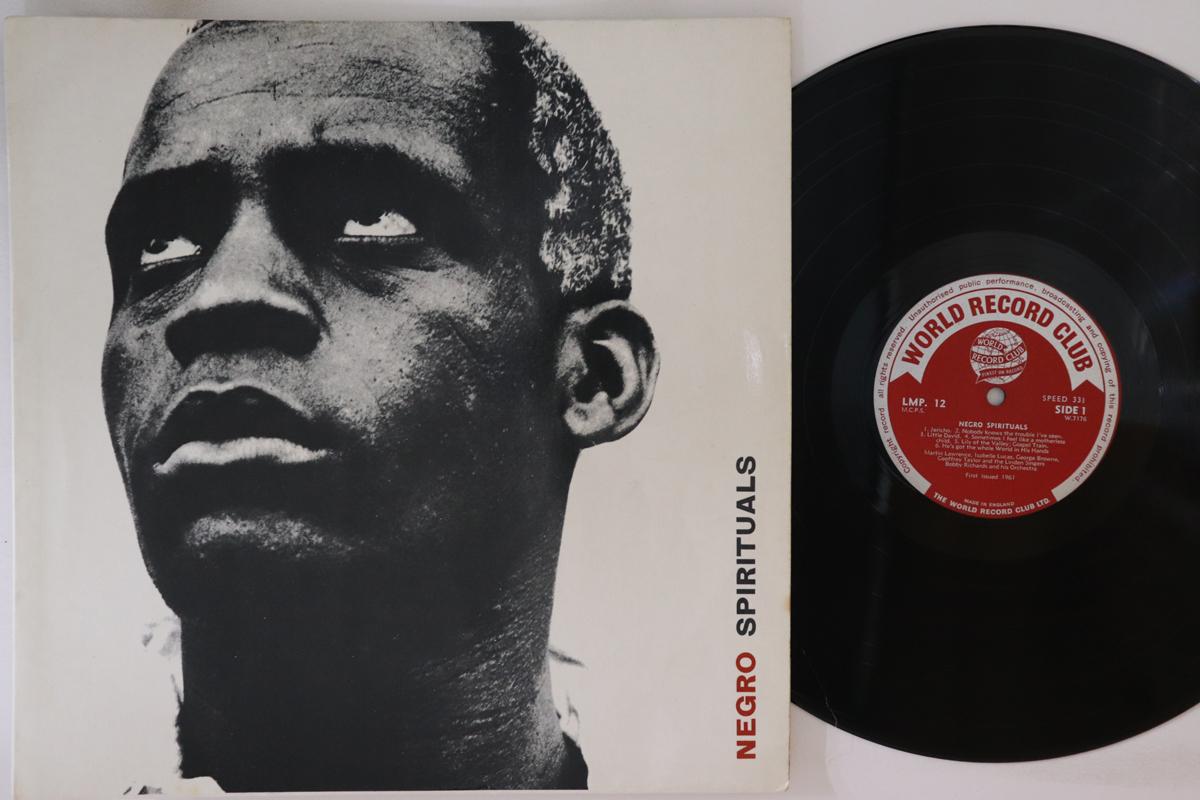 NEGRO SPIRITUALS
Copyright record all rights reserved. Unauthorised public performance, broadcasting and copying of this record prohibited.
WORLD RECORD CLUB
WORLD
RECORD CLUB
LMP. 12
M.C.P.S.
SPEED 33⅓
SIDE 1
W.3176
NEGRO SPIRITUALS
1. Jericho. 2. Nobody knows the trouble I've seen.
3. Little David. 4. Sometimes I feel like a motherless
child. 5. Lily of the Valley; Gospel Train.
6. He's got the whole World in His Hands
Martin Lawrence, Isabelle Lucas, George Browne,
Geoffrey Taylor and the Linden Singers
Bobby Richards and his Orchestra
First issued 1961
MADE IN ENGLAND
THE WORLD RECORD CLUB LTD.